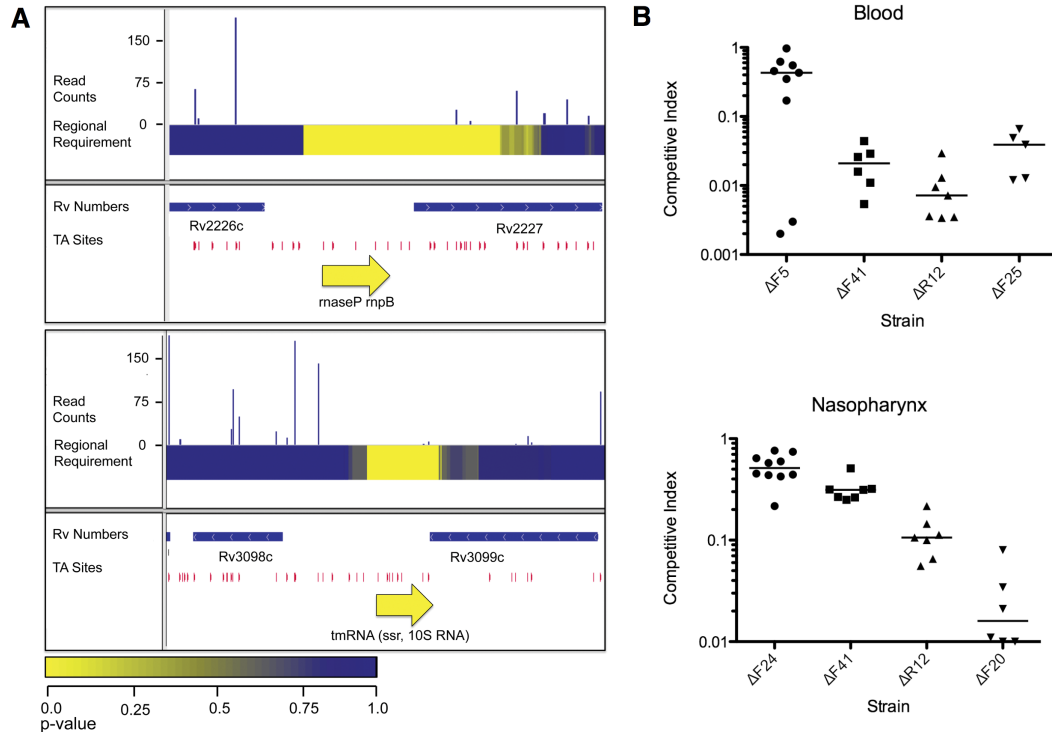 A
150
Read
Counts
75
Regional
Requirement
0
Rv Numbers
Rv2226c
Rv2227
TA Sites
rnaseP rnpB
150
Read
Counts
75
Regional
Requirement
0
Rv Numbers
Rv3098c
Rv3099c
TA Sites
tmRNA (ssr, 10S RNA)
0.0
0.25
0.5
0.75
1.0
p-value
B
Blood
Competitive Index
1
0.1
0.01
0.001
ΔF5
ΔF41
ΔR12
ΔF25
Strain
Nasopharynx
Competitive Index
1
0.1
0.01
ΔF24
ΔF41
ΔR12
ΔF20
Strain